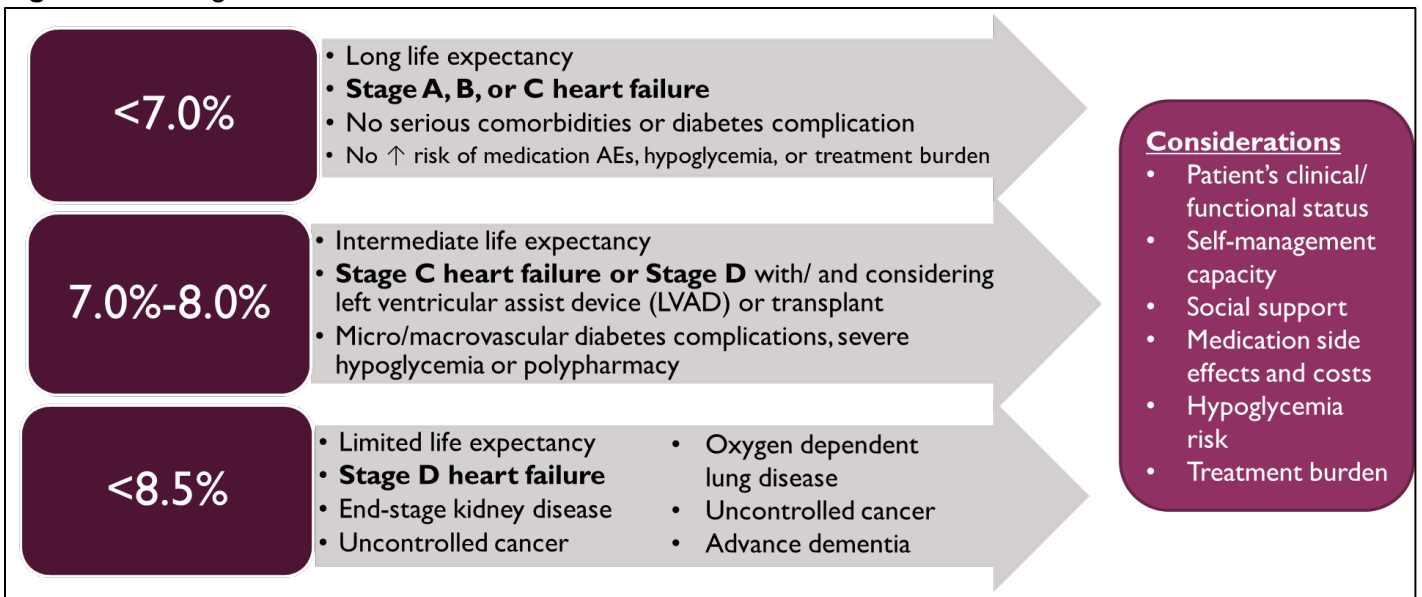 <7.0%
• Long life expectancy
• Stage A, B, or C heart failure
• No serious comorbidities or diabetes complication
• No ↑ risk of medication AEs, hypoglycemia, or treatment burden
7.0%-8.0%
• Intermediate life expectancy
• Stage C heart failure or Stage D with/ and considering
left ventricular assist device (LVAD) or transplant
• Micro/macrovascular diabetes complications, severe
hypoglycemia or polypharmacy
<8.5%
• Limited life expectancy
• Stage D heart failure
• End-stage kidney disease
• Uncontrolled cancer
• Oxygen dependent
lung disease
• Uncontrolled cancer
• Advance dementia
Considerations
• Patient's clinical/
functional status
• Self-management
capacity
• Social support
• Medication side
effects and costs
• Hypoglycemia
risk
• Treatment burden